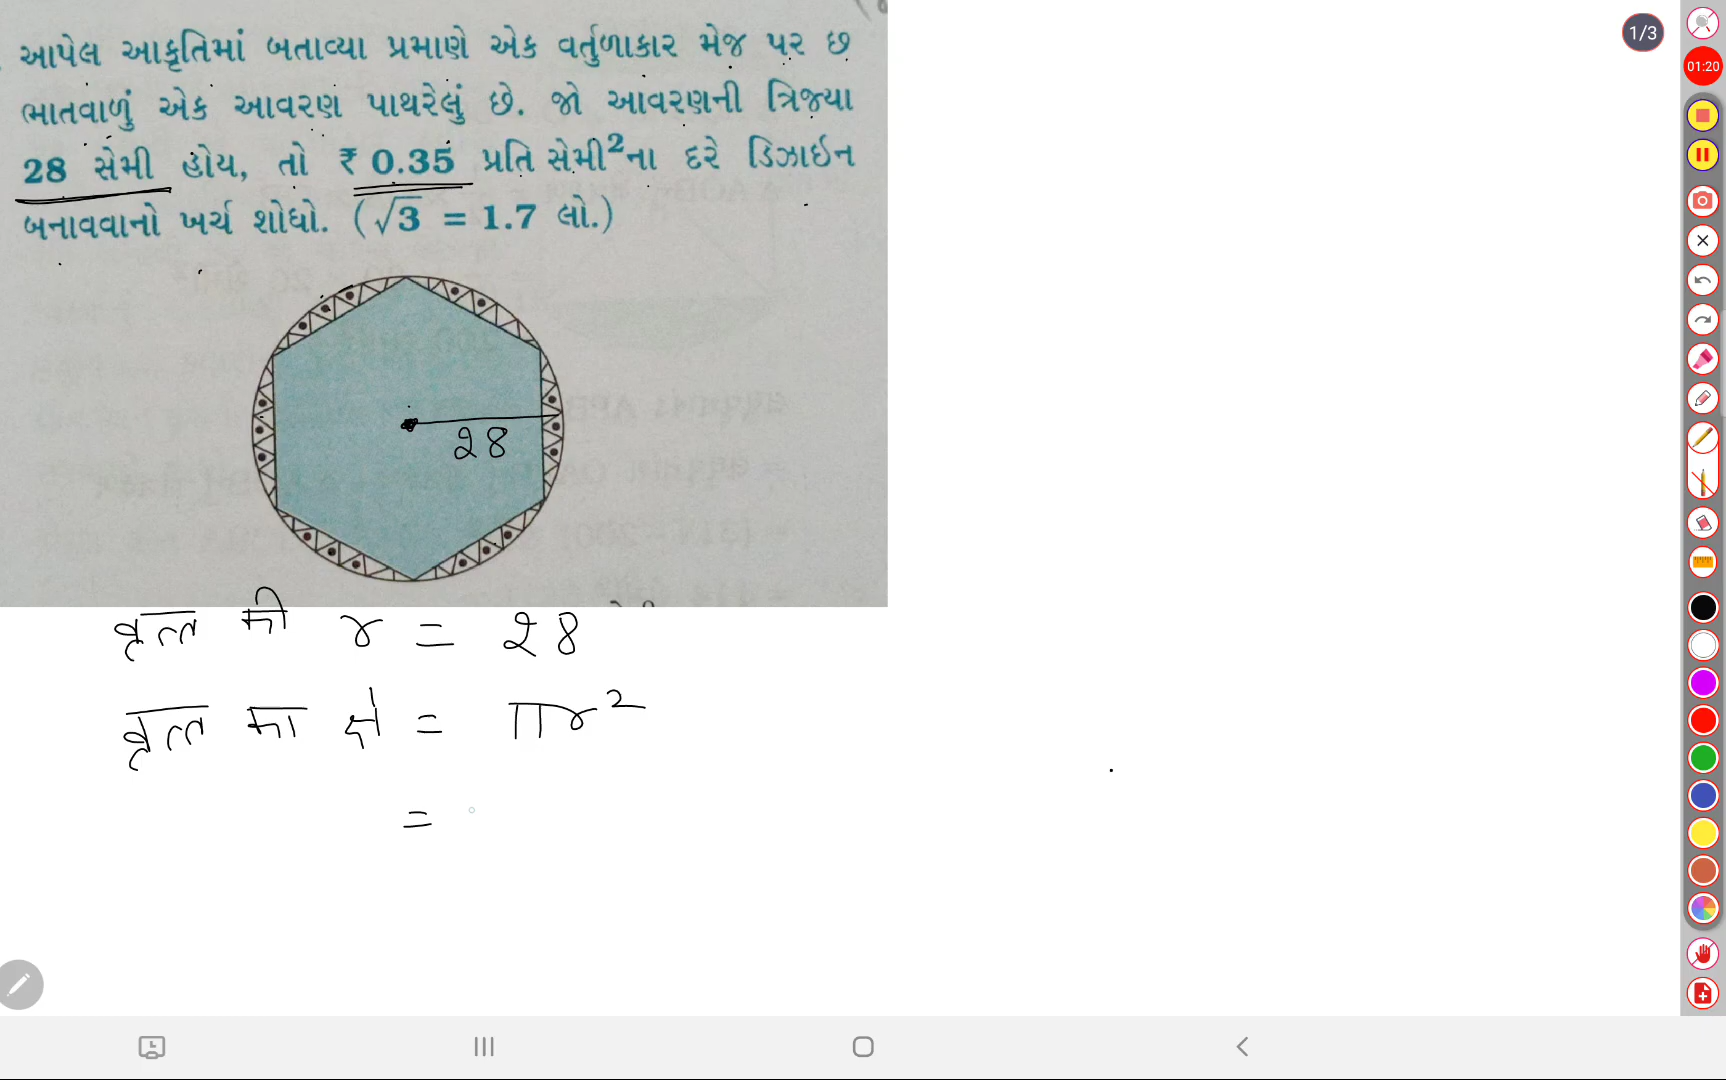 આપેલ આકૃતિમાં બતાવ્યા પ્રમાણે એક વર્તુળાકાર મેજ પર છ
ભાતવાળું એક આવરણ પાથરેલું છે. જો આવરણની ત્રિજ્યા
28 સેમી હોય, તો ₹ 0.35 પ્રતિ સેમી²ના દરે ડિઝાઇન
બનાવવાનો ખર્ચ શોધો. (√3 = 1.7 લો.)
28
वृत्त की r = 28
वृत्त का क्षे = πr²
=
1/3
01:20